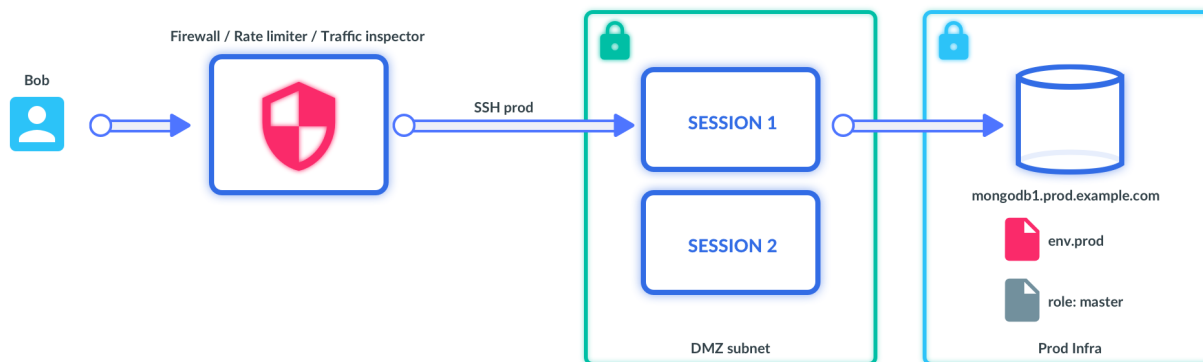 Firewall / Rate limiter / Traffic inspector
Bob
SSH prod
SESSION 1
SESSION 2
DMZ subnet
mongodb1.prod.example.com
env.prod
role: master
Prod Infra